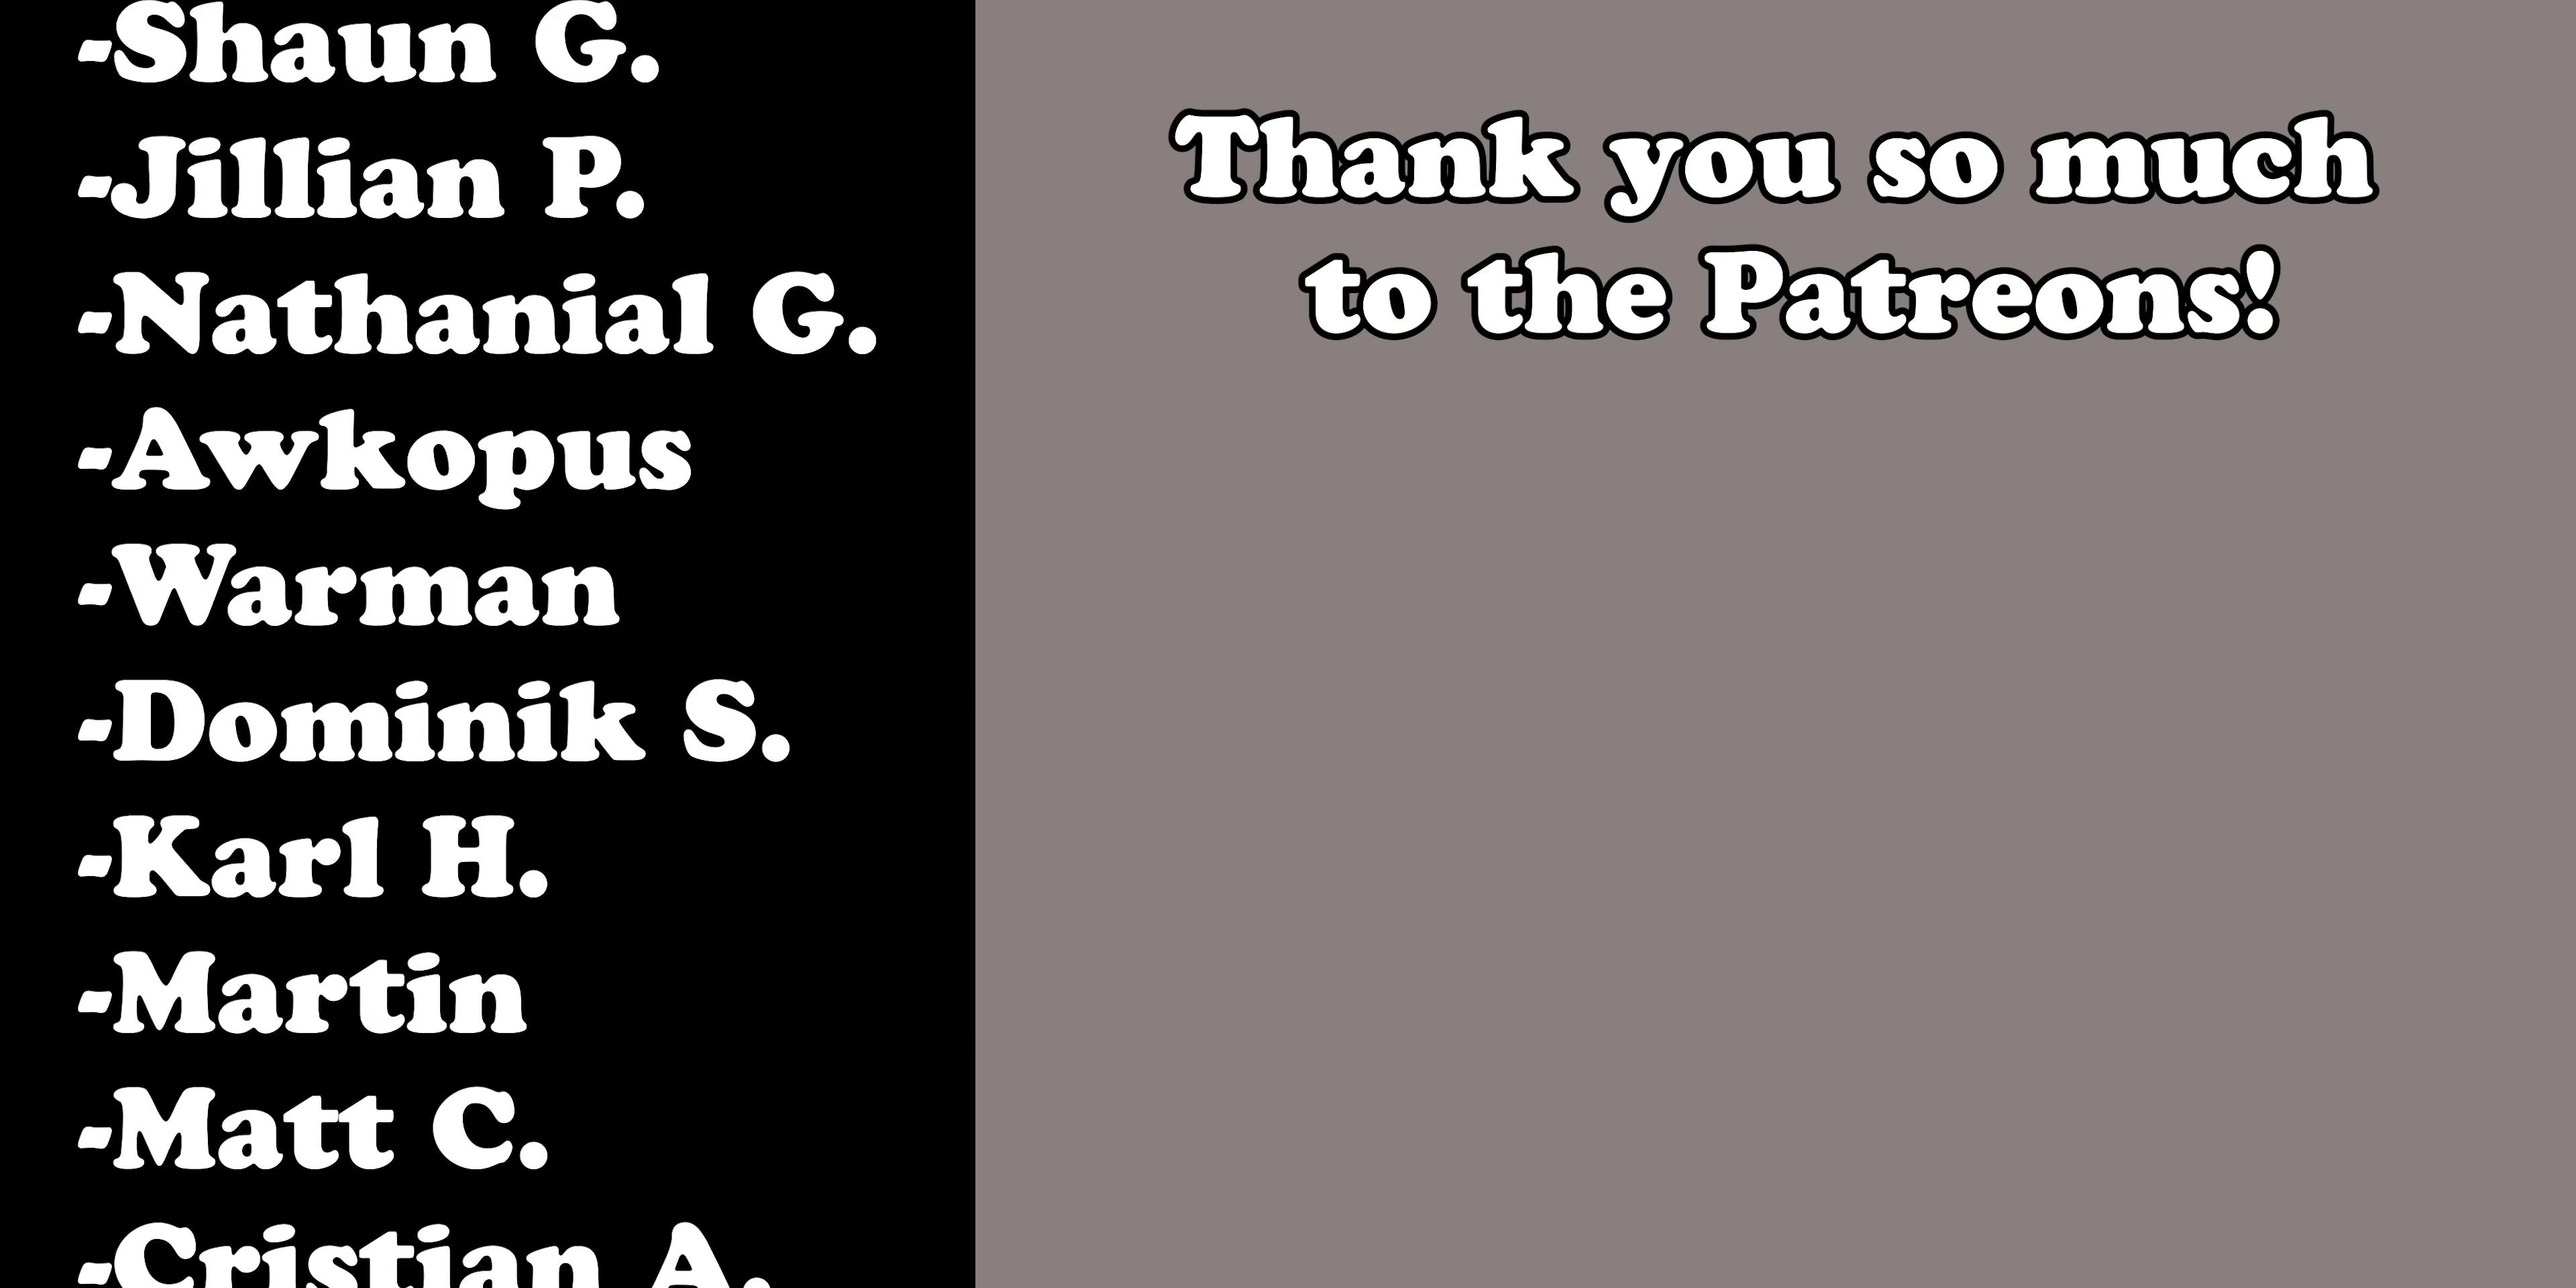 -Shaun G.
-Jillian P.
-Nathanial G.
-Awkopus
-Warman
-Dominik S.
-Karl H.
-Martin
-Matt C.
-Cristian A.
Thank you so much
to the Patreons!